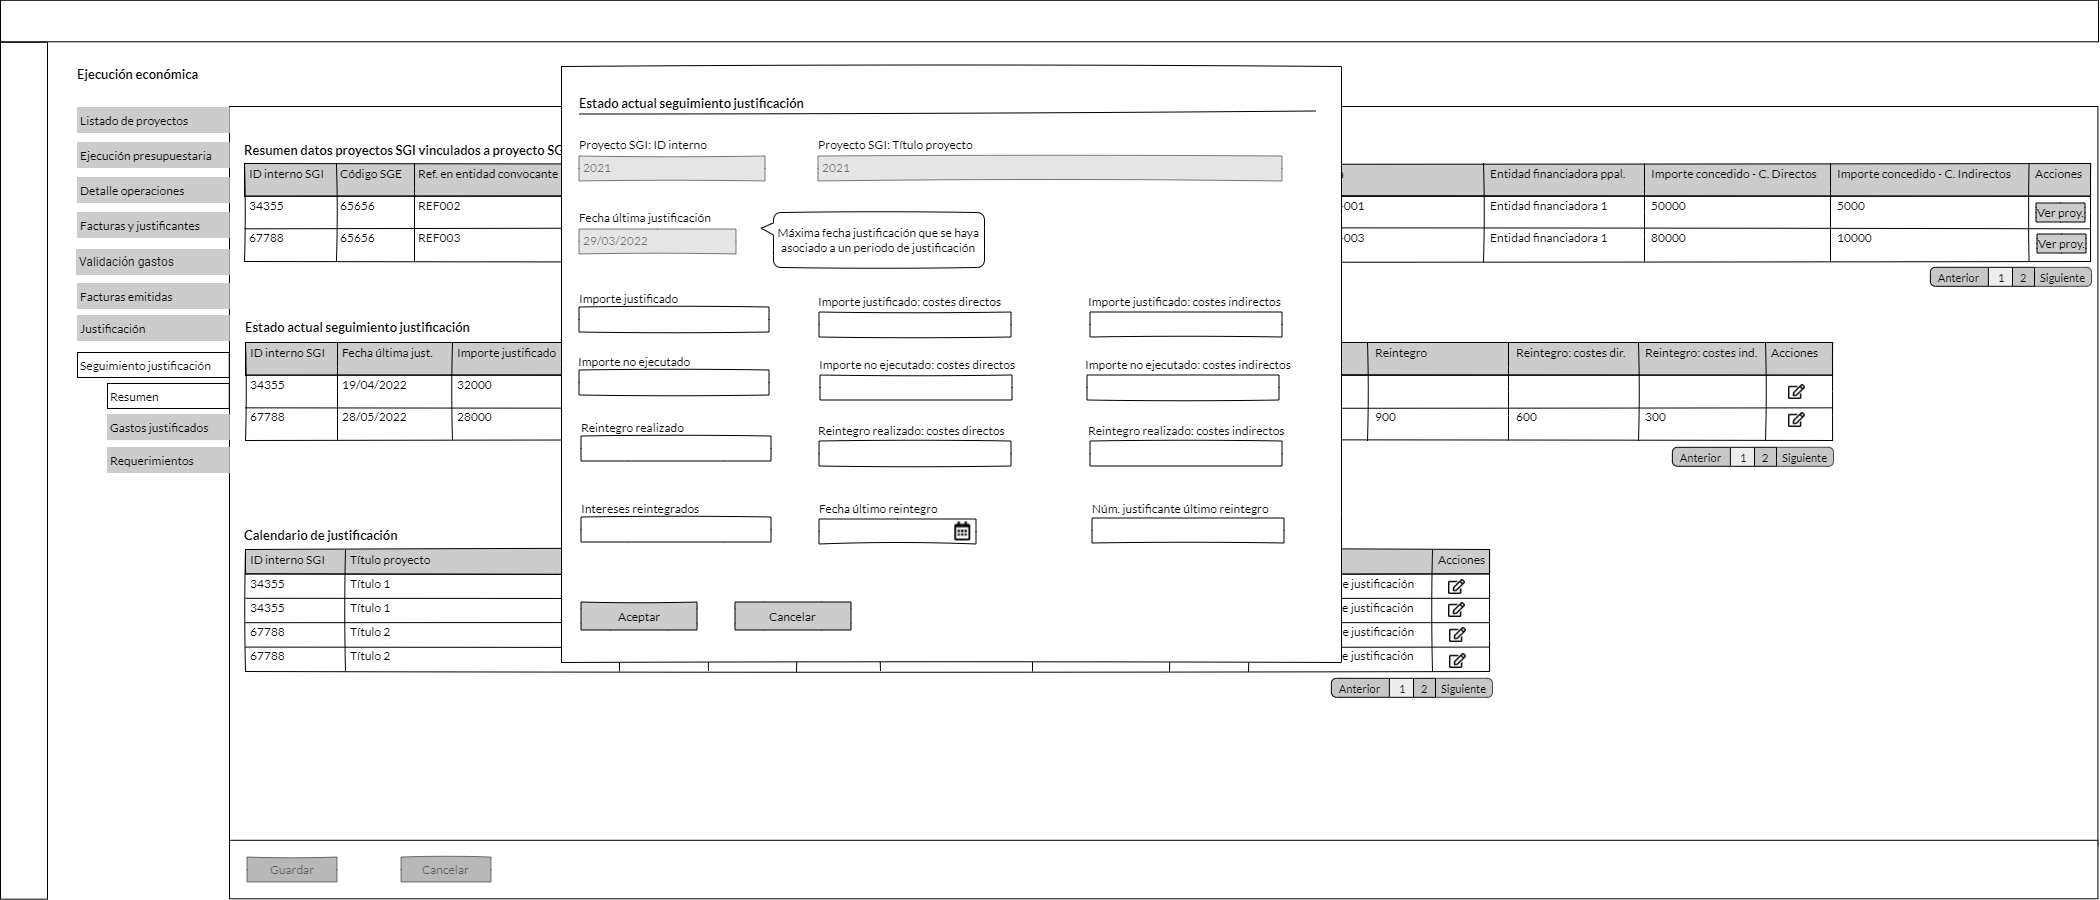 Ejecución económica
Listado de proyectos
Ejecución presupuestaria
Detalle operaciones
Facturas y justificantes
Validación gastos
Facturas emitidas
Justificación
Seguimiento justificación
Resumen
Gastos justificados
Requerimientos
Resumen datos proyectos SGI vinculados a proyecto SG
ID interno SGI Código SGE Ref. en entidad convocante Entidad financiadora ppal. Importe concedido - C. Directos Importe concedido - C. Indirectos Acciones
34355 65656 REF002 001 Entidad financiadora 1 50000 5000 Ver proy.
67788 65656 REF003 003 Entidad financiadora 1 80000 10000 Ver proy.
Anterior 1 2 Siguiente
Estado actual seguimiento justificación
ID interno SGI Fecha última just. Importe justificado Reintegro Reintegro: costes dir. Reintegro: costes ind. Acciones
34355 19/04/2022 32000
67788 28/05/2022 28000 900 600 300
Anterior 1 2 Siguiente
Calendario de justificación
ID interno SGI Título proyecto Acciones
34355 Título 1 e justificación
34355 Título 1 e justificación
67788 Título 2 e justificación
67788 Título 2 e justificación
Anterior 1 2 Siguiente
Estado actual seguimiento justificación
Proyecto SGI: ID interno Proyecto SGI: Título proyecto
2021 2021
Fecha última justificación
29/03/2022
Máxima fecha justificación que se haya
asociado a un periodo de justificación
Importe justificado Importe justificado: costes directos Importe justificado: costes indirectos
Importe no ejecutado Importe no ejecutado: costes directos Importe no ejecutado: costes indirectos
Reintegro realizado Reintegro realizado: costes directos Reintegro realizado: costes indirectos
Intereses reintegrados Fecha último reintegro Núm. justificante último reintegro
Aceptar Cancelar
Guardar Cancelar